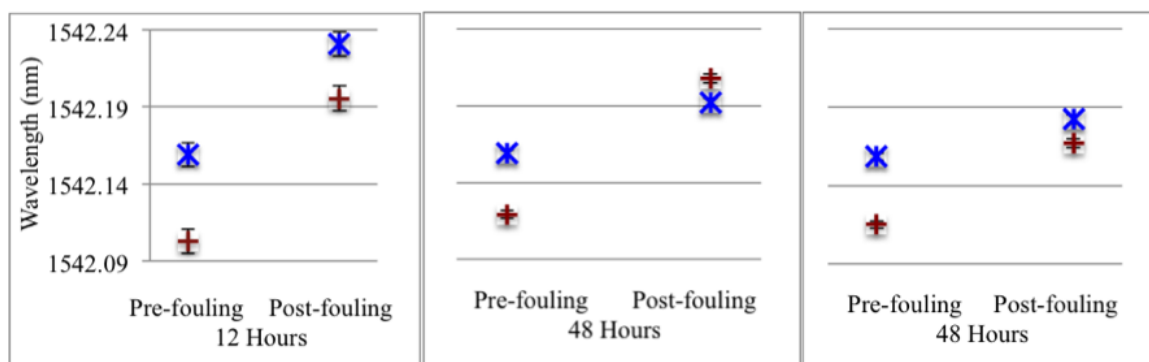 1542.24
1542.19
1542.14
1542.09
Wavelength (nm)
Pre-fouling Post-fouling
12 Hours
Pre-fouling Post-fouling
48 Hours
Pre-fouling Post-fouling
48 Hours